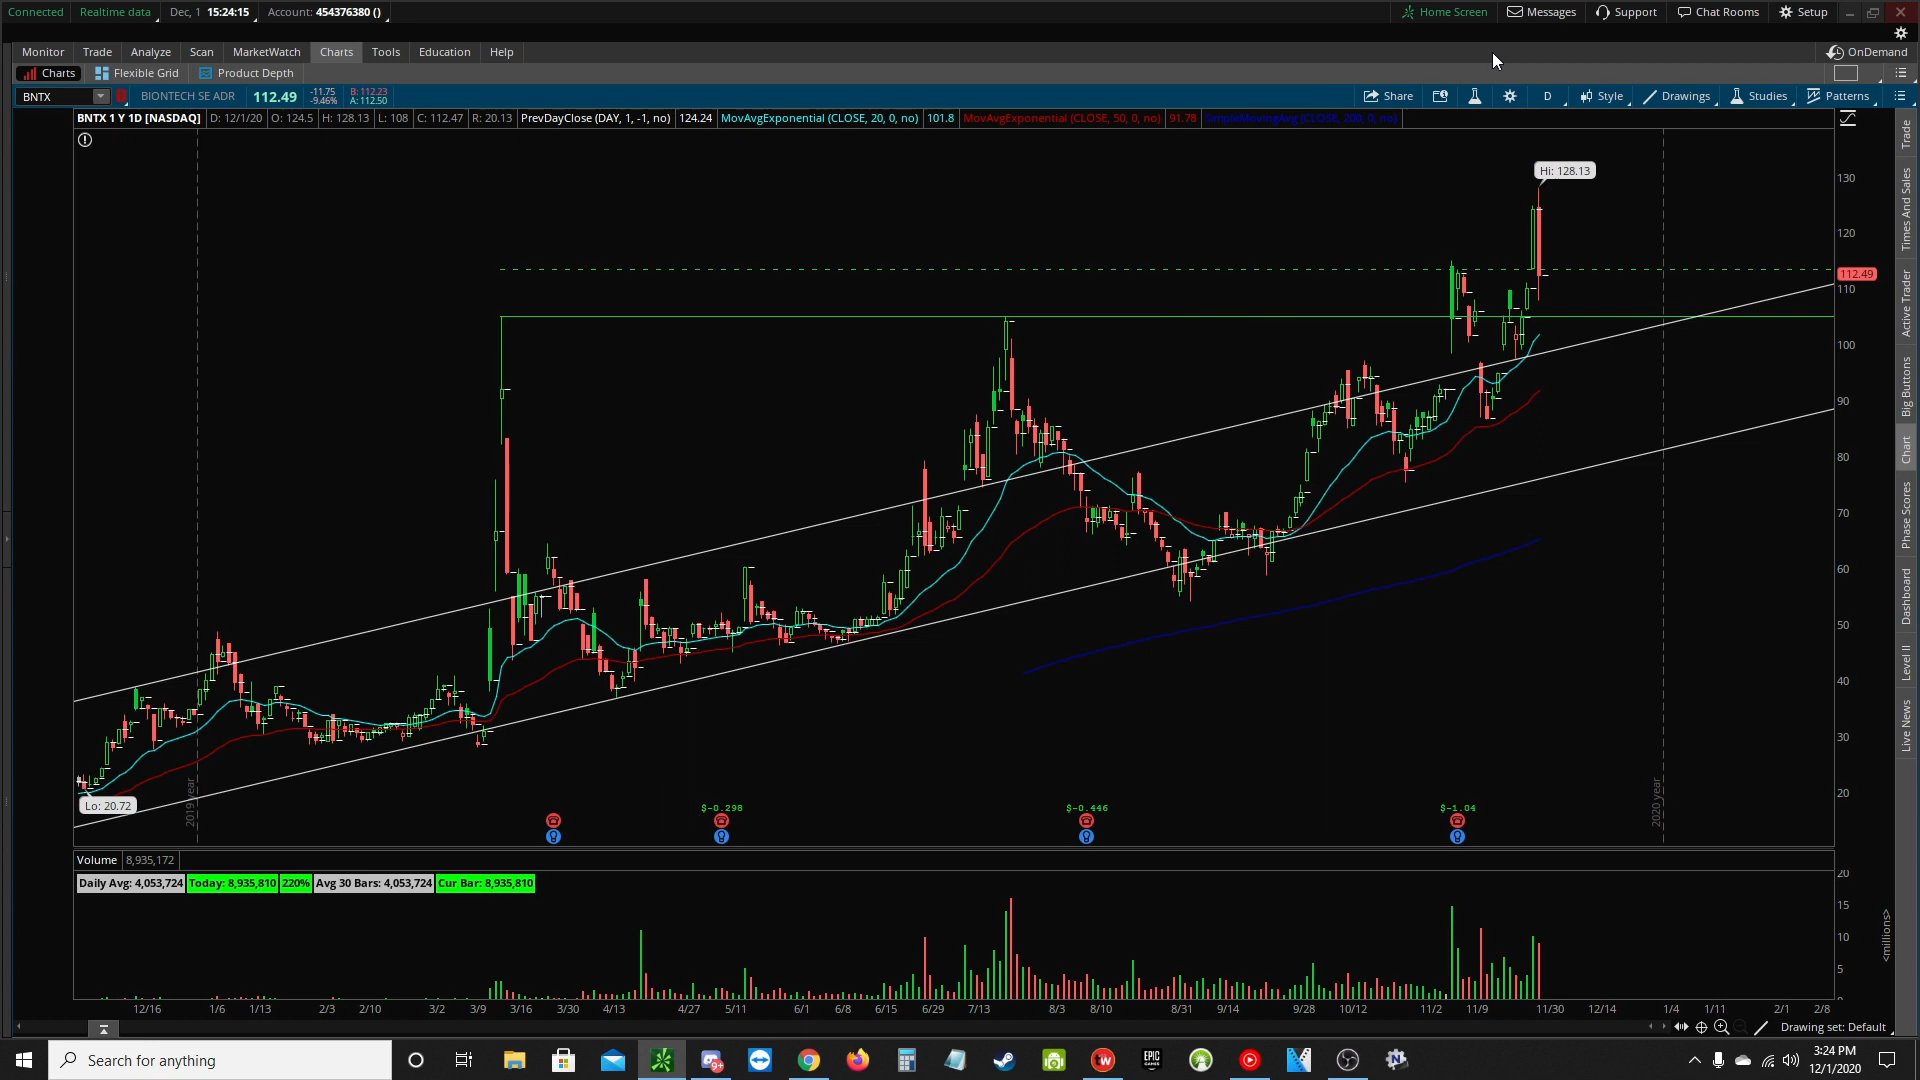 Connected Realtime data Dec, 1 15:24:15 Account: 454376380 () Home Screen Messages Support Chat Rooms Setup
Monitor Trade Analyze Scan MarketWatch Charts Tools Education Help OnDemand
Charts Flexible Grid Product Depth
BNTX BIONTECH SE ADR 112.49 -11.75 -9.46% B: 112.23 A: 112.50 Share D Style Drawings Studies Patterns
BNTX 1 Y 1D [NASDAQ] D: 12/1/20 O: 124.5 H: 128.13 L: 108 C: 112.47 R: 20.13 PrevDayClose (DAY, 1, -1, no) 124.24 MovAvgExponential (CLOSE, 20, 0, no) 101.8 MovAvgExponential (CLOSE, 50, 0, no) 91.78 SimpleMovingAvg (CLOSE, 200, 0, no)
Hi: 128.13
130
120
112.49
110
100
90
80
70
60
50
40
30
20
Lo: 20.72
2019 year
2020 year
$-0.298 $-0.446 $-1.04
Volume 8,935,172
Daily Avg: 4,053,724 Today: 8,935,810 220% Avg 30 Bars: 4,053,724 Cur Bar: 8,935,810
20
15
10
5
0
<millions>
12/16 1/6 1/13 2/3 2/10 3/2 3/9 3/16 3/30 4/13 4/27 5/11 6/1 6/8 6/15 6/29 7/13 8/3 8/10 8/31 9/14 9/28 10/12 11/2 11/9 11/30 12/14 1/4 1/11 2/1 2/8
Drawing set: Default
Trade
Times And Sales
Active Trader
Big Buttons
Chart
Phase Scores
Dashboard
Level II
Live News
Search for anything
9+
EPIC GAMES
3:24 PM
12/1/2020